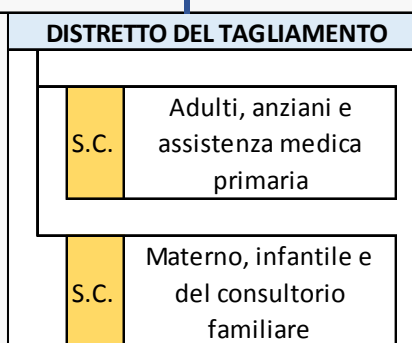 DISTRETTO DEL TAGLIAMENTO
S.C.
Adulti, anziani e
assistenza medica
primaria
S.C.
Materno, infantile e
del consultorio
familiare